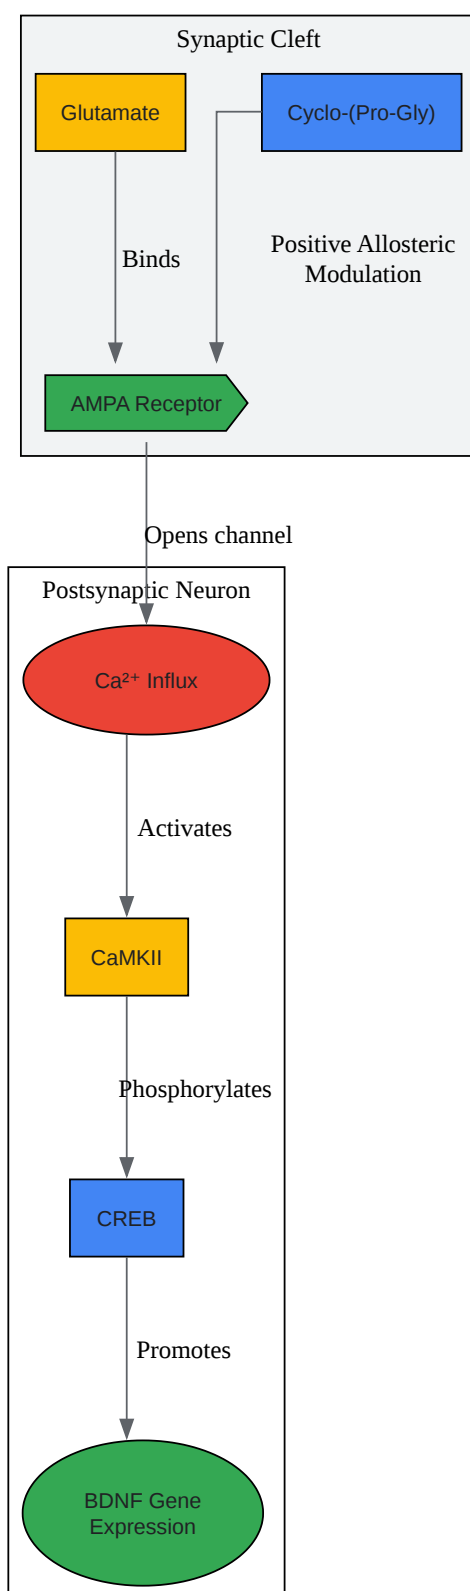 Synaptic Cleft
Glutamate
Cyclo-(Pro-Gly)
Binds
Positive Allosteric
Modulation
AMPA Receptor
Opens channel
Postsynaptic Neuron
Ca²⁺ Influx
Activates
CaMKII
Phosphorylates
CREB
Promotes
BDNF Gene
Expression